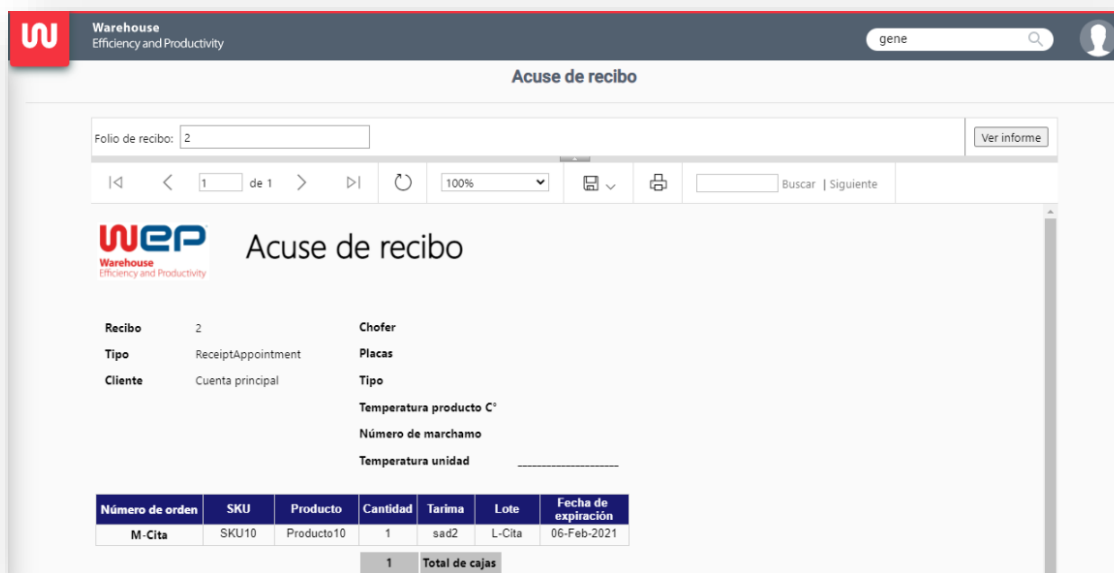 Warehouse
Efficiency and Productivity
gene
Acuse de recibo
Folio de recibo: 2
Ver informe
1 de 1
100%
Buscar | Siguiente
wep
Warehouse
Efficiency and Productivity
Acuse de recibo
Recibo 2 Chofer
Tipo ReceiptAppointment Placas
Cliente Cuenta principal Tipo
Temperatura producto C°
Número de marchamo
Temperatura unidad ____________________
Número de orden SKU Producto Cantidad Tarima Lote Fecha de expiración
M-Cita SKU10 Producto10 1 sad2 L-Cita 06-Feb-2021
1 Total de cajas